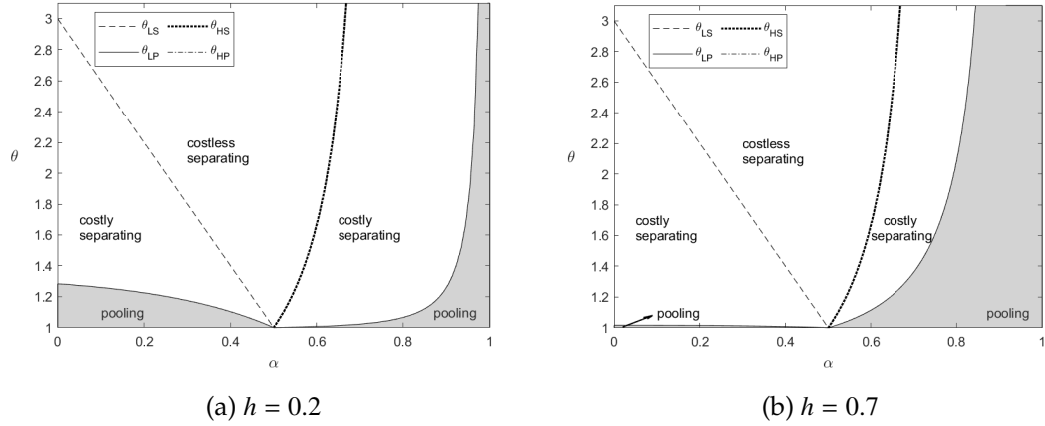 3
2.8
2.6
2.4
2.2
2
1.8
1.6
1.4
1.2
1
θ
0
0.2
0.4
0.6
0.8
1
α
θLS
θHS
θLP
θHP
costless
separating
costly
separating
costly
separating
pooling
pooling
(a) h = 0.2
3
2.8
2.6
2.4
2.2
2
1.8
1.6
1.4
1.2
1
θ
0
0.2
0.4
0.6
0.8
1
α
θLS
θHS
θLP
θHP
costless
separating
costly
separating
costly
separating
pooling
pooling
(b) h = 0.7